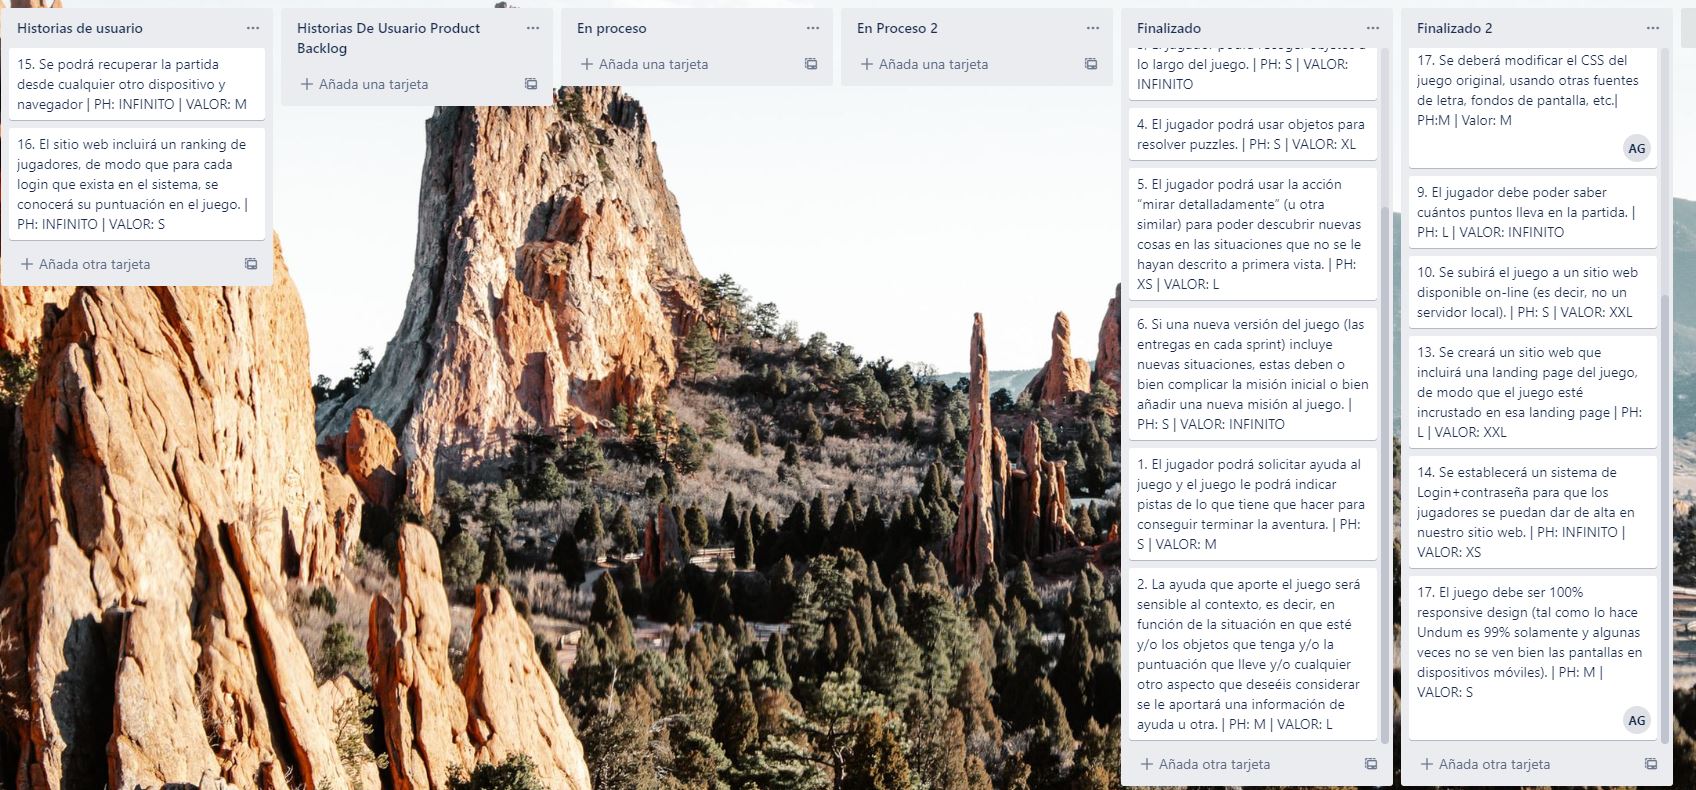 Historias de usuario
15. Se podrá recuperar la partida
desde cualquier otro dispositivo y
navegador | PH: INFINITO | VALOR: M
16. El sitio web incluirá un ranking de
jugadores, de modo que para cada
login que exista en el sistema, se
conocerá su puntuación en el juego. |
PH: INFINITO | VALOR: S
Añada otra tarjeta
Historias De Usuario Product
Backlog
Añada una tarjeta
En proceso
Añada una tarjeta
En Proceso 2
Añada una tarjeta
Finalizado
3. El jugador podrá recoger objetos a
lo largo del juego. | PH: S | VALOR:
INFINITO
4. El jugador podrá usar objetos para
resolver puzzles. | PH: S | VALOR: XL
5. El jugador podrá usar la acción
“mirar detalladamente” (u otra
similar) para poder descubrir nuevas
cosas en las situaciones que no se le
hayan descrito a primera vista. | PH:
XS | VALOR: L
6. Si una nueva versión del juego (las
entregas en cada sprint) incluye
nuevas situaciones, estas deben o
bien complicar la misión inicial o bien
añadir una nueva misión al juego. |
PH: S | VALOR: INFINITO
1. El jugador podrá solicitar ayuda al
juego y el juego le podrá indicar
pistas de lo que tiene que hacer para
conseguir terminar la aventura. | PH:
S | VALOR: M
2. La ayuda que aporte el juego será
sensible al contexto, es decir, en
función de la situación en que esté
y/o los objetos que tenga y/o la
puntuación que lleve y/o cualquier
otro aspecto que deseéis considerar
se le aportará una información de
ayuda u otra. | PH: M | VALOR: L
Añada otra tarjeta
Finalizado 2
17. Se deberá modificar el CSS del
juego original, usando otras fuentes
de letra, fondos de pantalla, etc.|
PH:M | Valor: M
AG
9. El jugador debe poder saber
cuántos puntos lleva en la partida. |
PH: L | VALOR: INFINITO
10. Se subirá el juego a un sitio web
disponible on-line (es decir, no un
servidor local). | PH: S | VALOR: XXL
13. Se creará un sitio web que
incluirá una landing page del juego,
de modo que el juego esté
incrustado en esa landing page | PH:
L | VALOR: XXL
14. Se establecerá un sistema de
Login+contraseña para que los
jugadores se puedan dar de alta en
nuestro sitio web. | PH: INFINITO |
VALOR: XS
17. El juego debe ser 100%
responsive design (tal como lo hace
Undum es 99% solamente y algunas
veces no se ven bien las pantallas en
dispositivos móviles). | PH: M |
VALOR: S
AG
Añada otra tarjeta